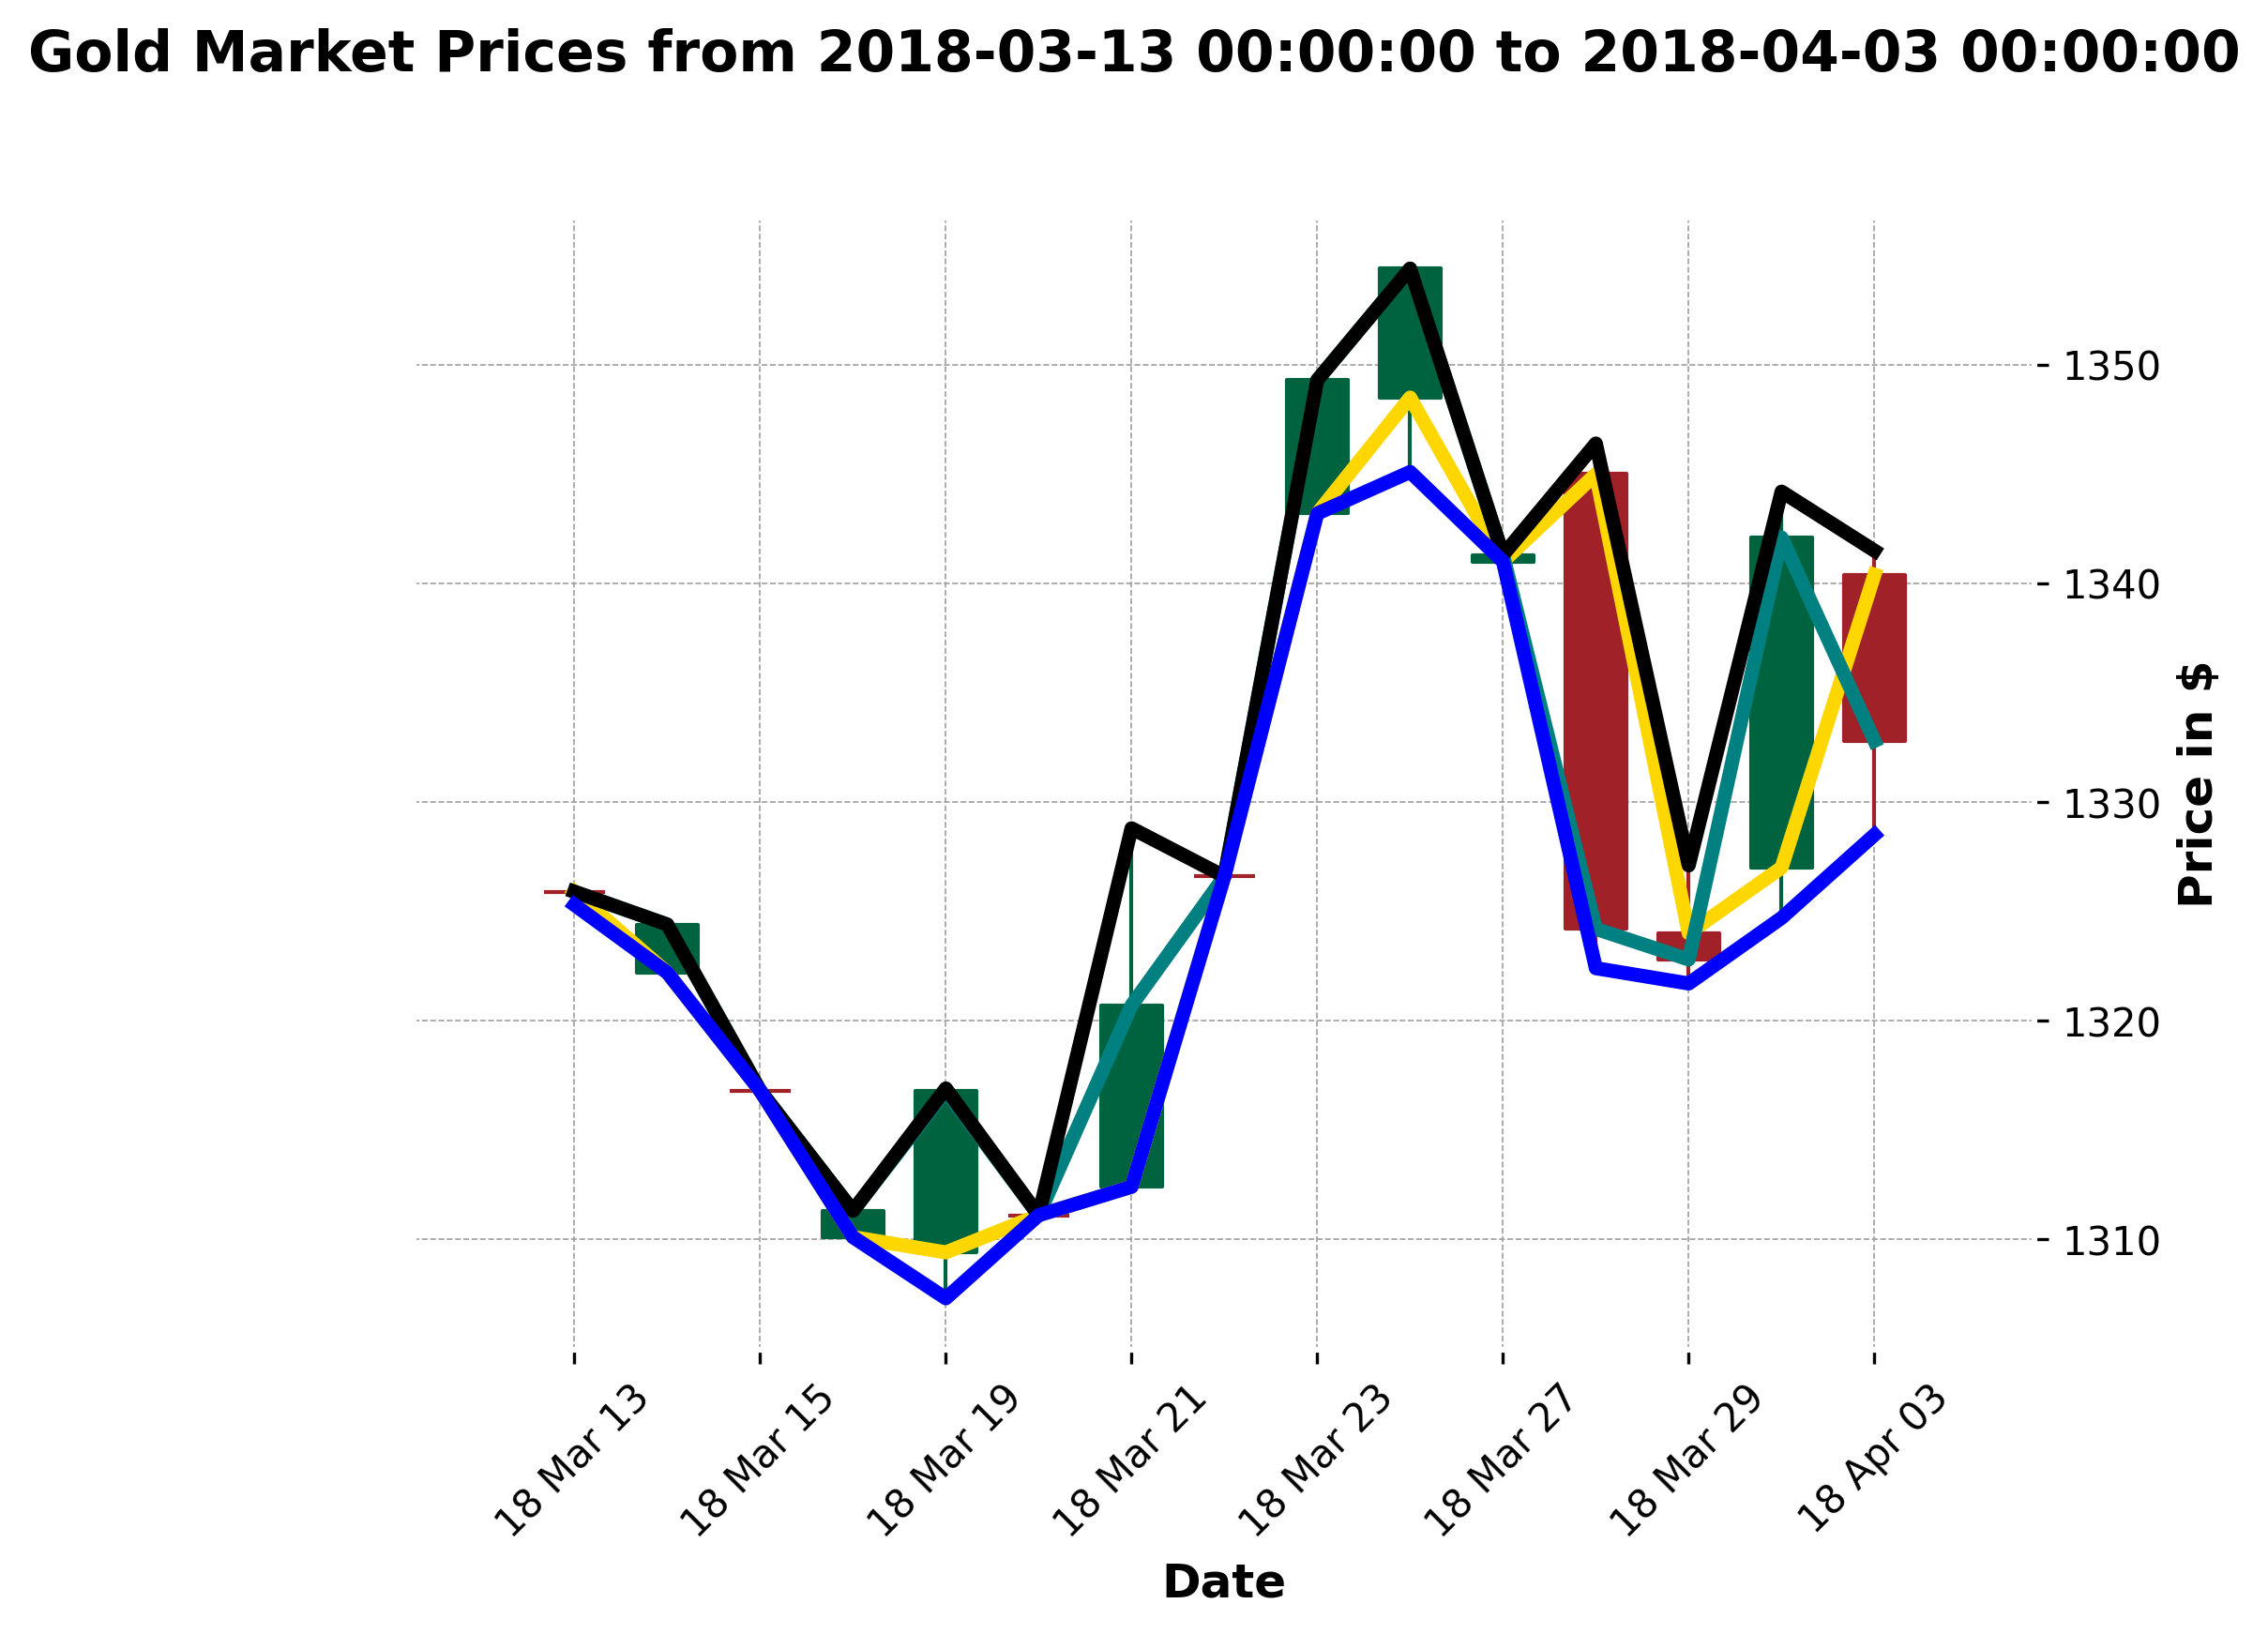 Gold Market Prices from 2018-03-13 00:00:00 to 2018-04-03 00:00:00
1350
1340
1330
1320
1310
Price in $
18 Mar 13
18 Mar 15
18 Mar 19
18 Mar 21
18 Mar 23
18 Mar 27
18 Mar 29
18 Apr 03
Date